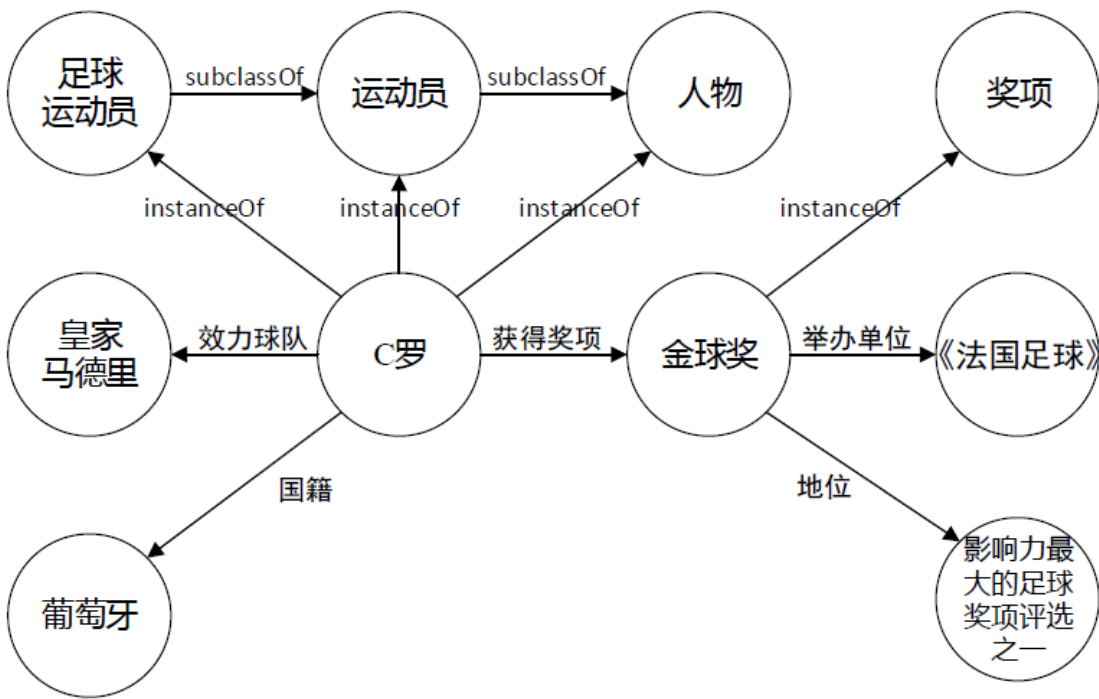 足球
运动员
subclassOf
运动员
subclassOf
人物
奖项
instanceOf
instanceOf
instanceOf
instanceOf
皇家
马德里
效力球队
C罗
获得奖项
金球奖
举办单位
《法国足球》
国籍
地位
葡萄牙
影响力最
大的足球
奖项评选
之一